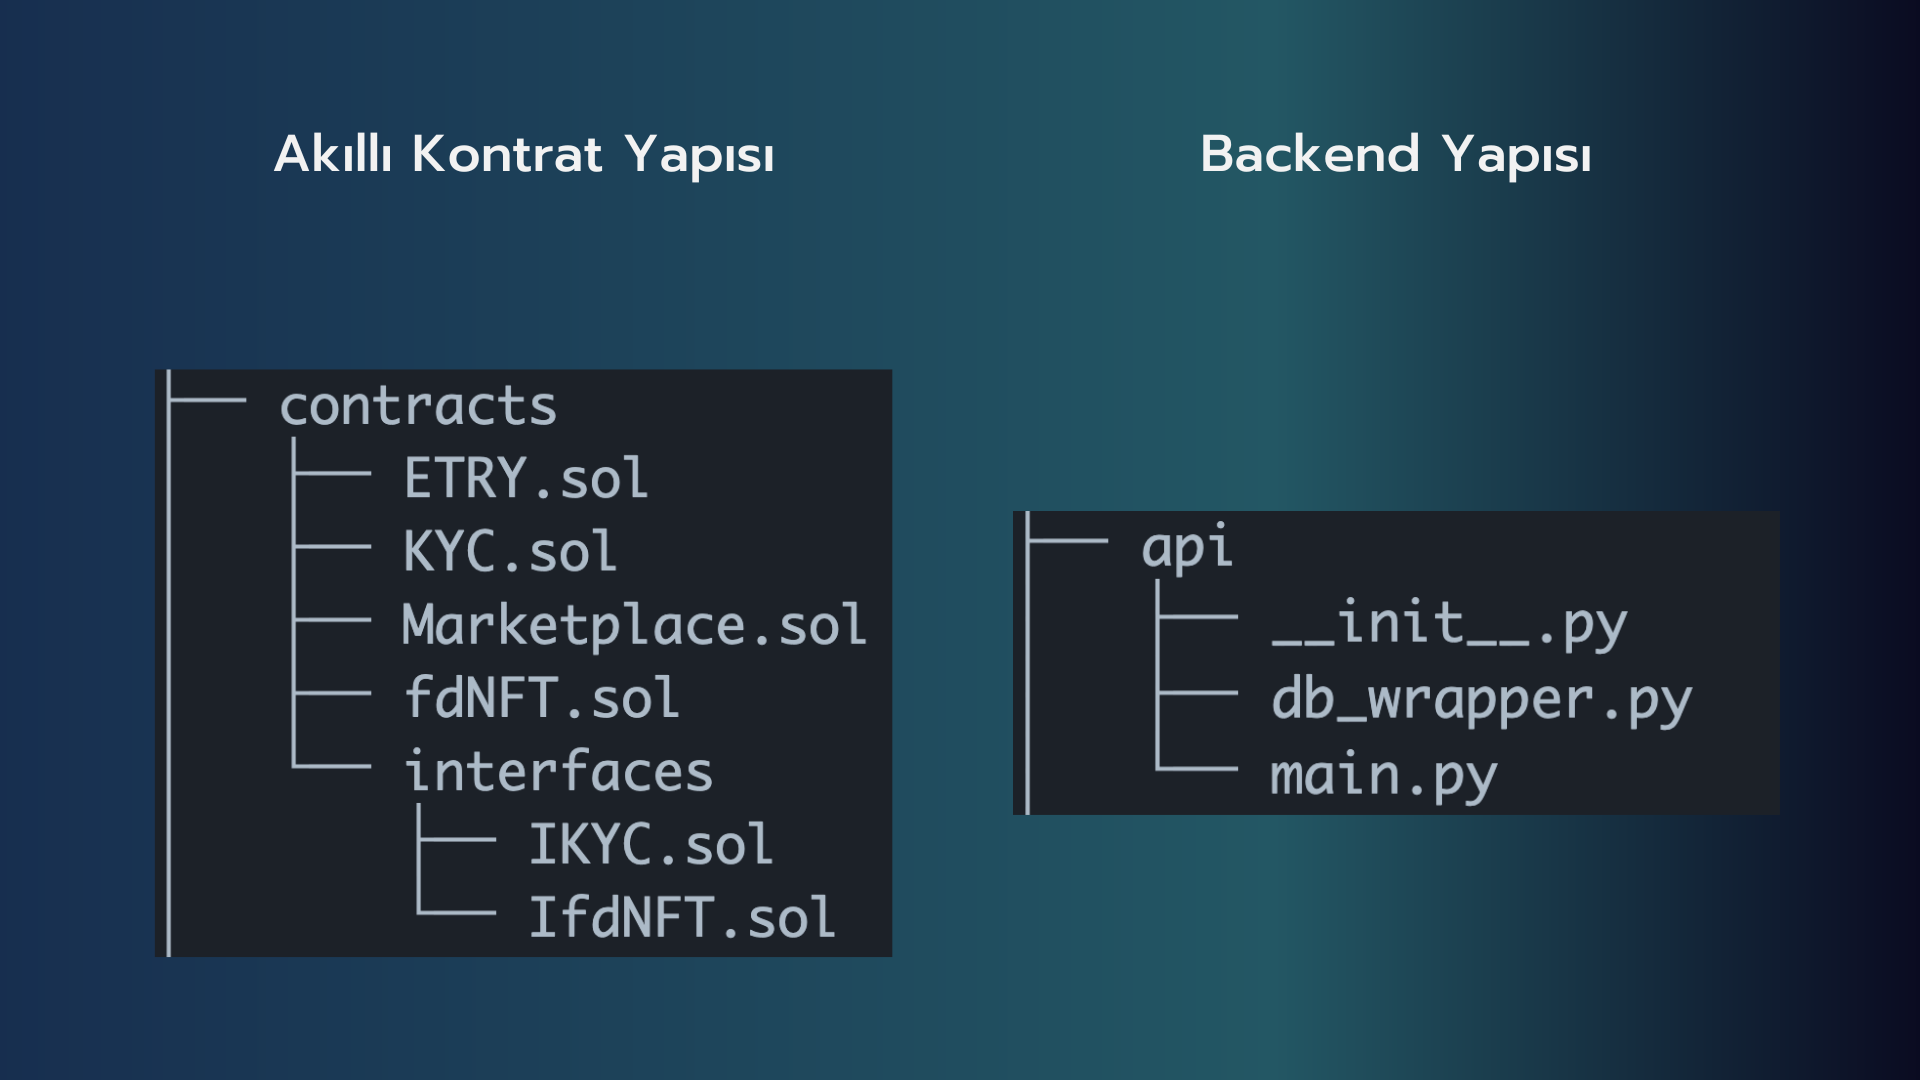 Akıllı Kontrat Yapısı
contracts
ETRY.sol
KYC.sol
Marketplace.sol
fdNFT.sol
interfaces
IKYC.sol
IfdNFT.sol
Backend Yapısı
api
__init__.py
db_wrapper.py
main.py